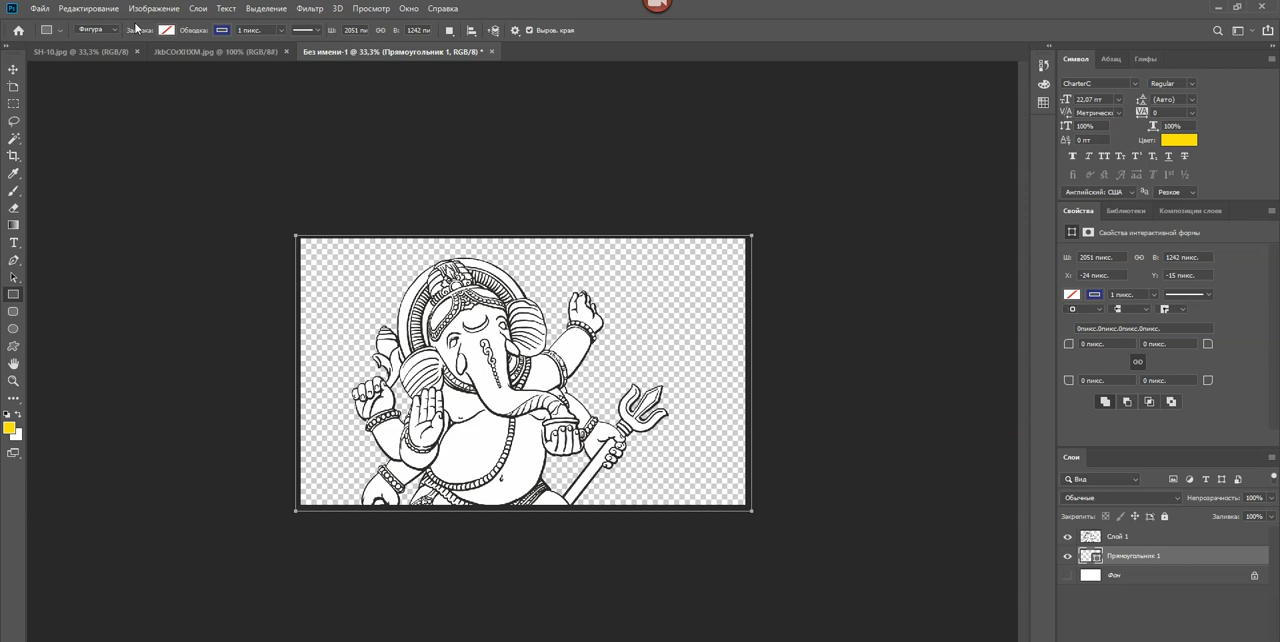 Ps Файл Редактирование Изображение Слои Текст Выделение Фильтр 3D Просмотр Окно Справка
Фигура Обводка: 1 пикс. Ш: 2051 пи В: 1242 пи Выров. края
SH-10.jpg @ 33,3% (RGB/8) × Без имени-1 @ 33,3% (Прямоугольник 1, RGB/8) * ×
Символ Абзац Глифы
CharterC Regular
22,07 пт (Авто)
Метрическ 0
100% 100%
0 пт Цвет:
Английский: США Резкое
Свойства Библиотеки Композиции слоев
Свойства интерактивной формы
Ш: 2051 пикс. В: 1242 пикс.
X: -24 пикс. Y: -15 пикс.
1 пикс.
0пикс.0пикс.0пикс.0пикс.
0 пикс. 0 пикс.
0 пикс. 0 пикс.
Слои
Вид
Обычные Непрозрачность: 100%
Закрепить: Заливка: 100%
Слой 1
Прямоугольник 1
Фон